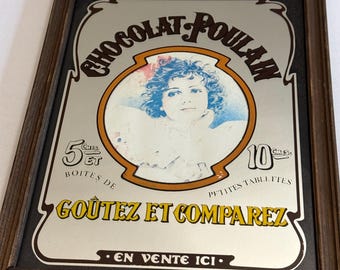 CHOCOLAT·POULAIN
5 CMES. ET
10 CMES.
BOITES DE
PETITES TABLETTES
GOÛTEZ ET COMPAREZ
· EN VENTE ICI ·